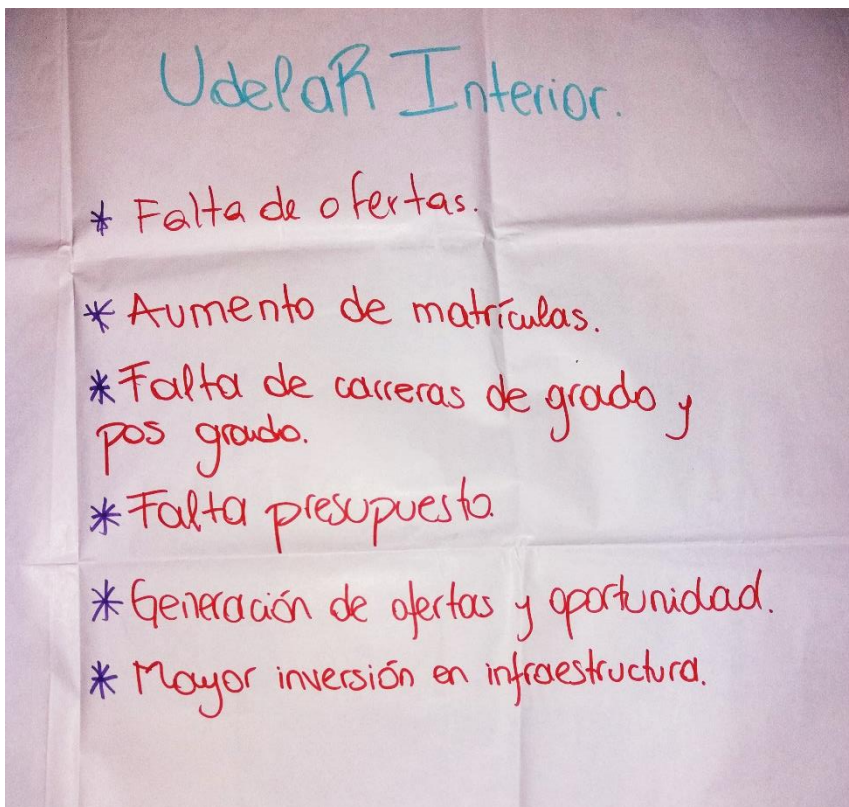 UdelaR Interior.
* Falta de ofertas.
* Aumento de matrículas.
* Falta de carreras de grado y
pos grado.
* Falta presupuesto.
* Generación de ofertas y oportunidad.
* Mayor inversión en infraestructura.